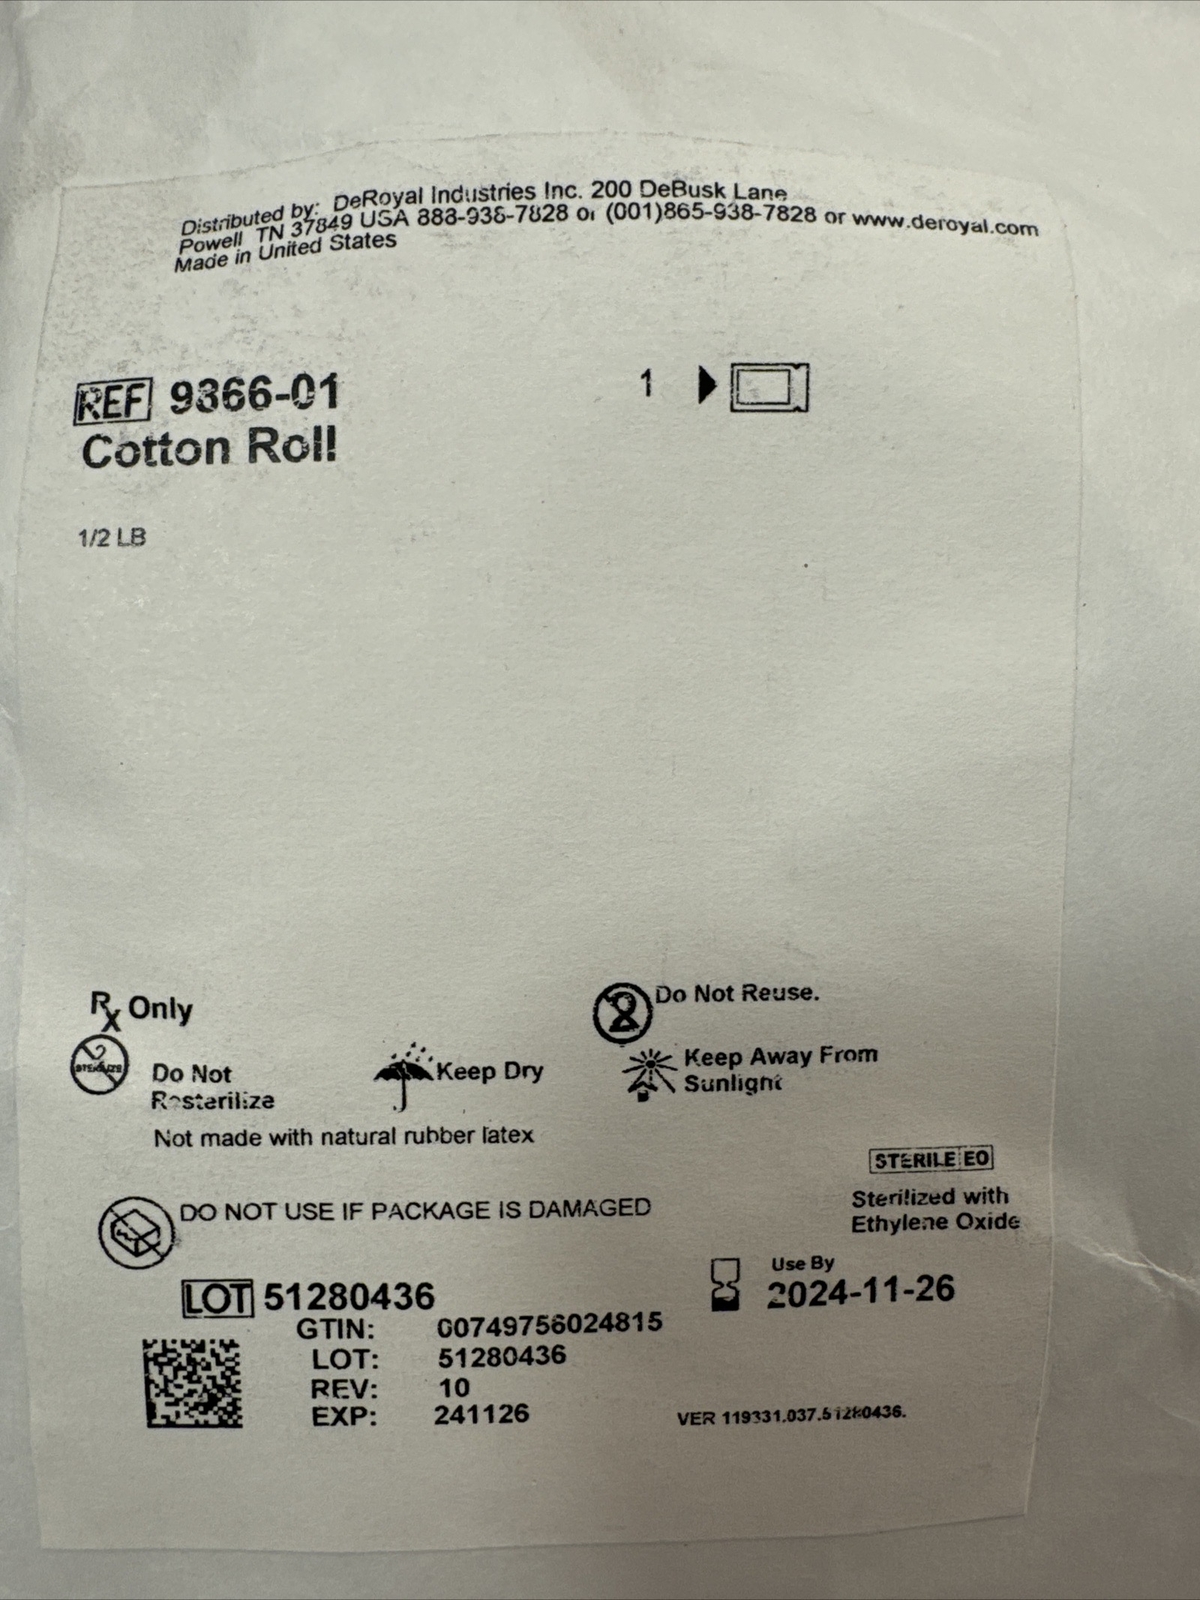 Distributed by: DeRoyal Industries Inc. 200 DeBusk Lane
Powell TN 37849 USA 888-938-7828 or (001)865-938-7828 or www.deroyal.com
Made in United States
REF 9366-01
1
Cotton Roll
1/2 LB
Rx Only
Do Not Reuse.
STERILIZE
Do Not
Resterilize
Keep Dry
Keep Away From
Sunlight
Not made with natural rubber latex
STERILE EO
Sterilized with
Ethylene Oxide
DO NOT USE IF PACKAGE IS DAMAGED
Use By
2024-11-26
LOT 51280436
GTIN: 00749756024815
LOT: 51280436
REV: 10
EXP: 241126
VER 119331.037.51280436.